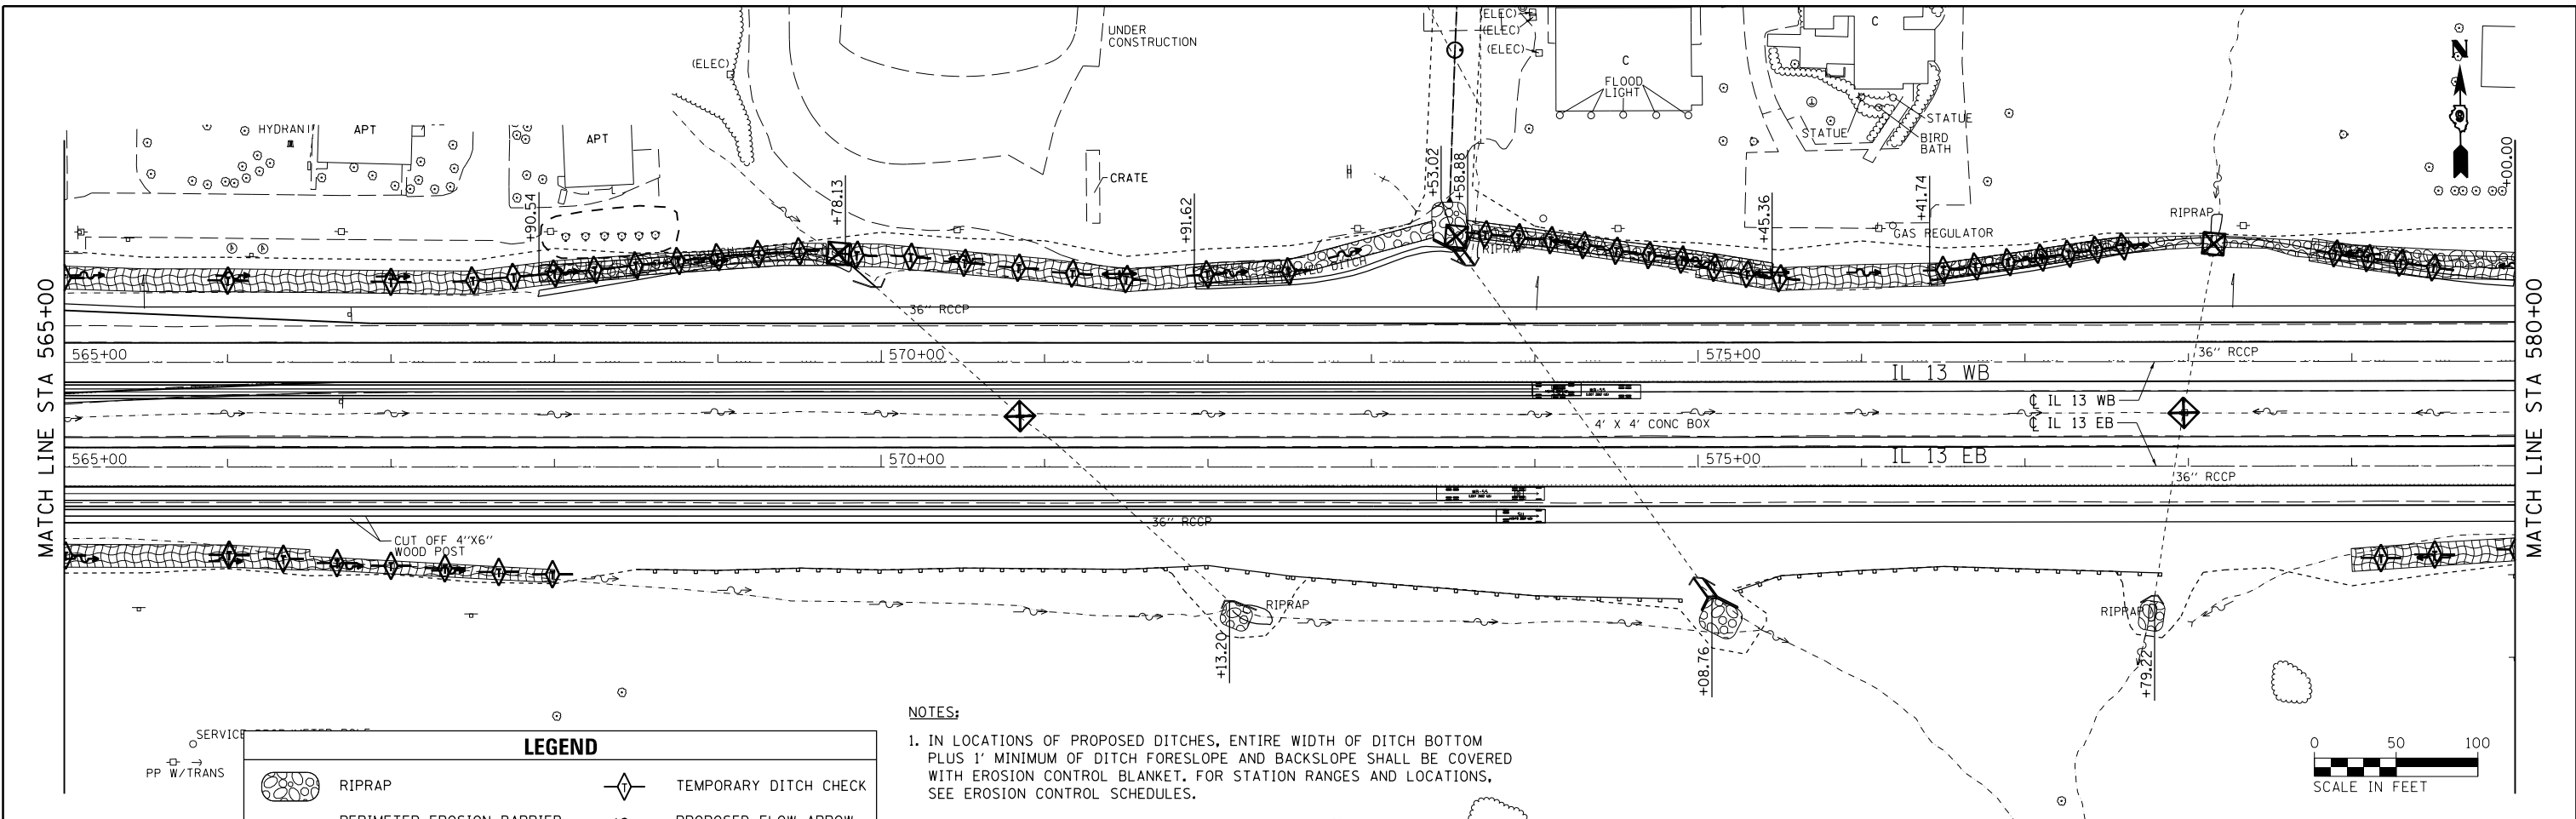 (ELEC)
(ELEC)
(ELEC)
(ELEC)
UNDER
CONSTRUCTION
C
C
FLOOD
LIGHT
STATUE
STATUE
BIRD
BATH
N
HYDRANT
APT
APT
CRATE
+90.54
+78.13
+91.62
+53.02
+58.88
+45.36
+41.74
+00.00
RIPRAP
GAS REGULATOR
RIPRAP
DITCH
MATCH LINE STA 565+00
MATCH LINE STA 580+00
36" RCCP
565+00
570+00
575+00
36" RCCP
IL 13 WB
℄ IL 13 WB
4' X 4' CONC BOX
℄ IL 13 EB
565+00
570+00
575+00
IL 13 EB
36" RCCP
36" RCCP
CUT OFF 4"X6"
WOOD POST
RIPRAP
RIPRAP
+13.20
+08.76
+79.22
SERVICE
PP W/TRANS
LEGEND
RIPRAP
TEMPORARY DITCH CHECK
PERIMETER EROSION BARRIER
PROPOSED FLOW ARROW
NOTES:
1. IN LOCATIONS OF PROPOSED DITCHES, ENTIRE WIDTH OF DITCH BOTTOM
PLUS 1' MINIMUM OF DITCH FORESLOPE AND BACKSLOPE SHALL BE COVERED
WITH EROSION CONTROL BLANKET. FOR STATION RANGES AND LOCATIONS,
SEE EROSION CONTROL SCHEDULES.
0 50 100
SCALE IN FEET